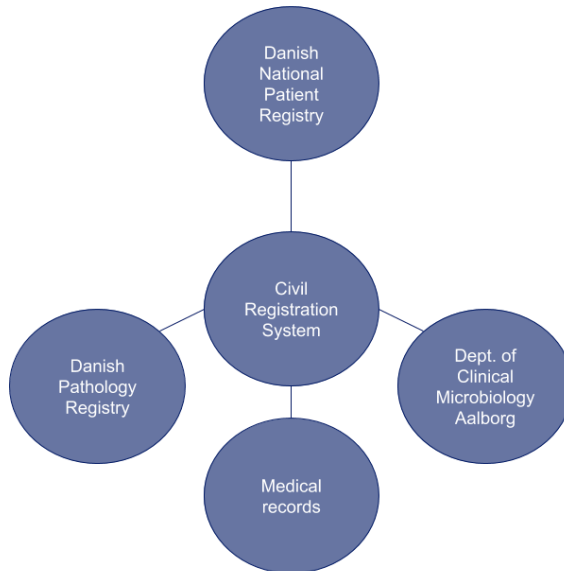 Danish
National
Patient
Registry
Civil
Registration
System
Danish
Pathology
Registry
Dept. of
Clinical
Microbiology
Aalborg
Medical
records